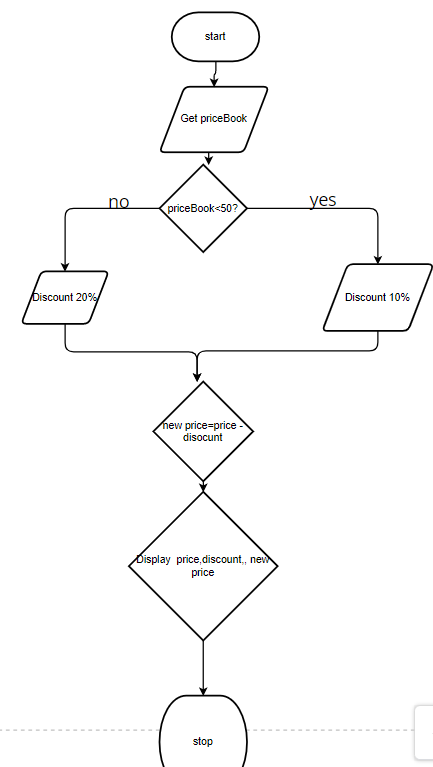 start
Get priceBook
priceBook<50?
no
yes
Discount 20%
Discount 10%
new price=price -
disocunt
Display  price,discount,, new
price
stop